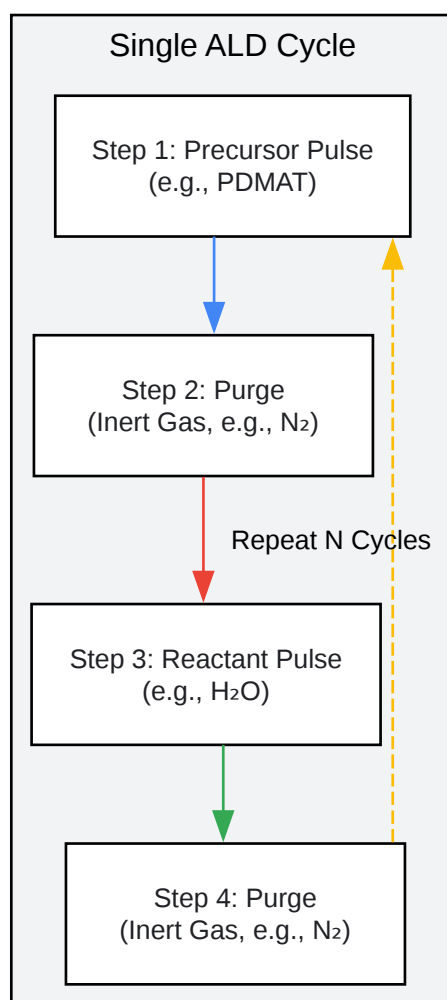 Single ALD Cycle
Step 1: Precursor Pulse
(e.g., PDMAT)
Step 2: Purge
(Inert Gas, e.g., N₂)
Repeat N Cycles
Step 3: Reactant Pulse
(e.g., H₂O)
Step 4: Purge
(Inert Gas, e.g., N₂)